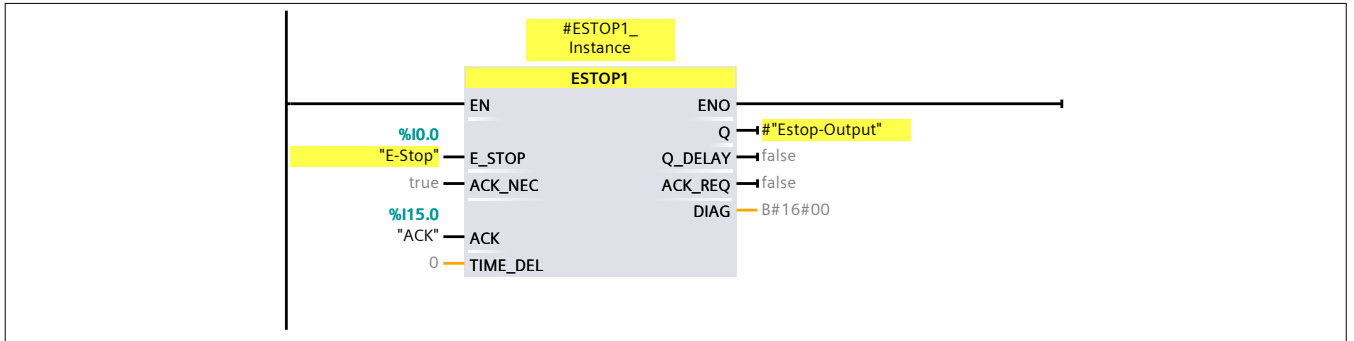 #ESTOP1_
Instance
ESTOP1
EN ENO
%I0.0 Q #"Estop-Output"
"E-Stop" E_STOP Q_DELAY false
true ACK_NEC ACK_REQ false
%I15.0 DIAG B#16#00
"ACK" ACK
0 TIME_DEL